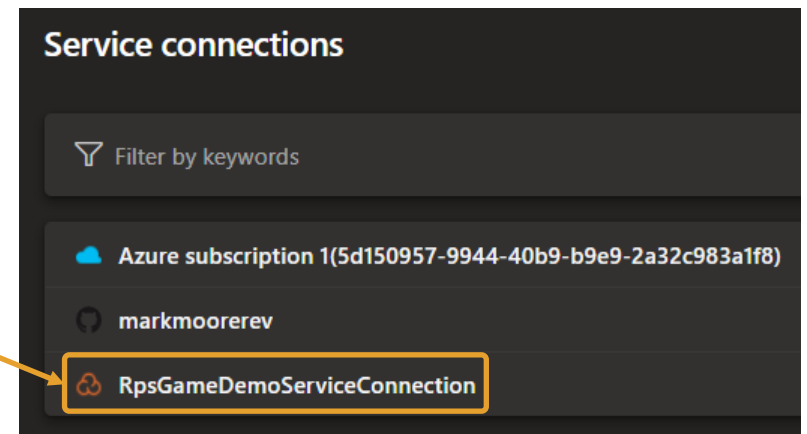 Service connections
Filter by keywords
Azure subscription 1(5d150957-9944-40b9-b9e9-2a32c983a1f8)
markmoorerev
RpsGameDemoServiceConnection